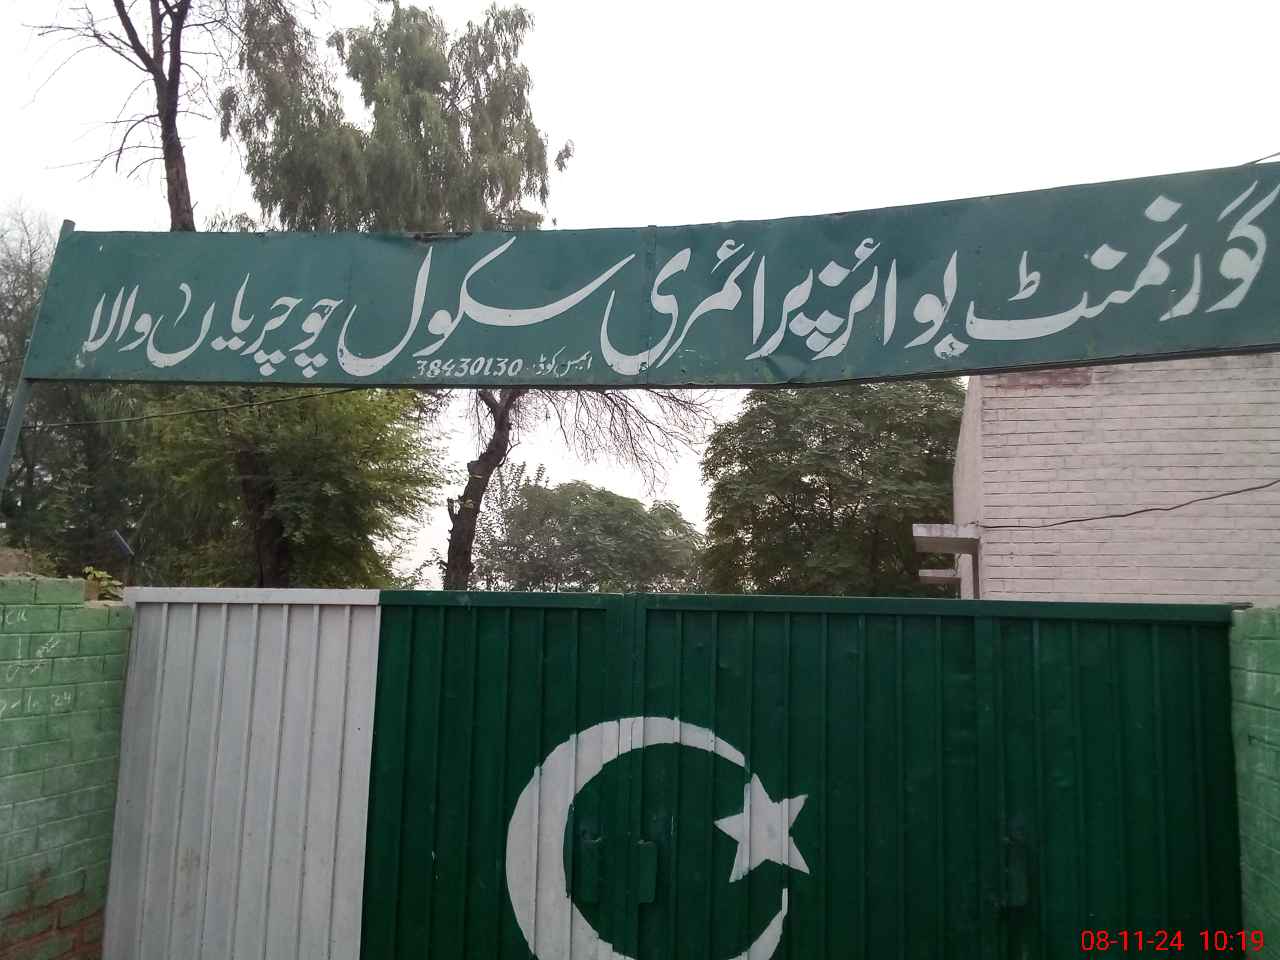 گورنمنٹ بوائز پرائمری سکول چوچریاں والا
ایمس کوڈ 38430130
08-11-24 10:19